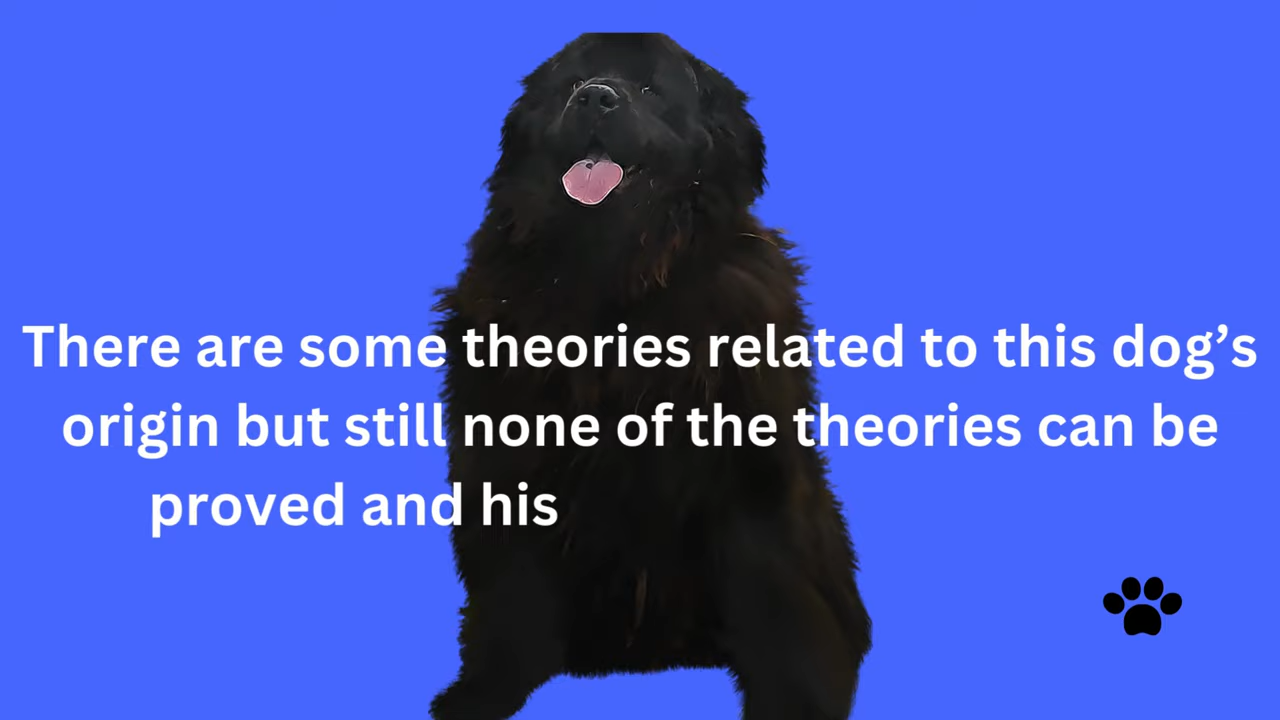 There are some theories related to this dog’s
origin but still none of the theories can be
proved and his